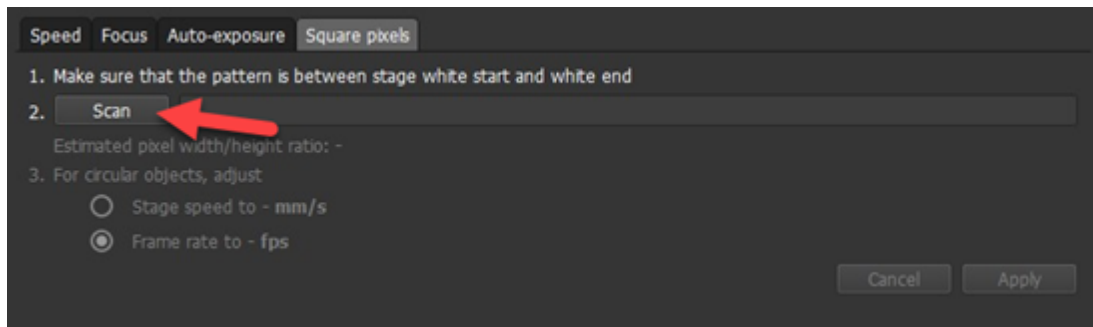 Speed Focus Auto-exposure Square pixels
1. Make sure that the pattern is between stage white start and white end
2. Scan
Estimated pixel width/height ratio: -
3. For circular objects, adjust
Stage speed to - mm/s
Frame rate to - fps
Cancel Apply